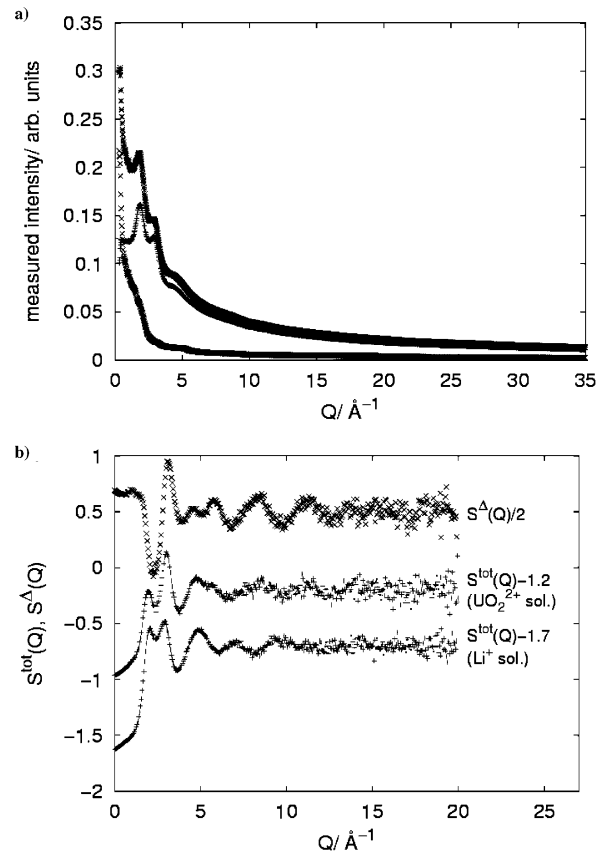 a)
measured intensity/ arb. units
0.35
0.3
0.25
0.2
0.15
0.1
0.05
0
0 5 10 15 20 25 30 35
Q/ Å⁻¹
b)
S^tot(Q), S^Δ(Q)
1
0.5
0
−0.5
−1
−1.5
−2
S^Δ(Q)/2
S^tot(Q)−1.2
(UO₂²⁺ sol.)
S^tot(Q)−1.7
(Li⁺ sol.)
0 5 10 15 20 25
Q/ Å⁻¹